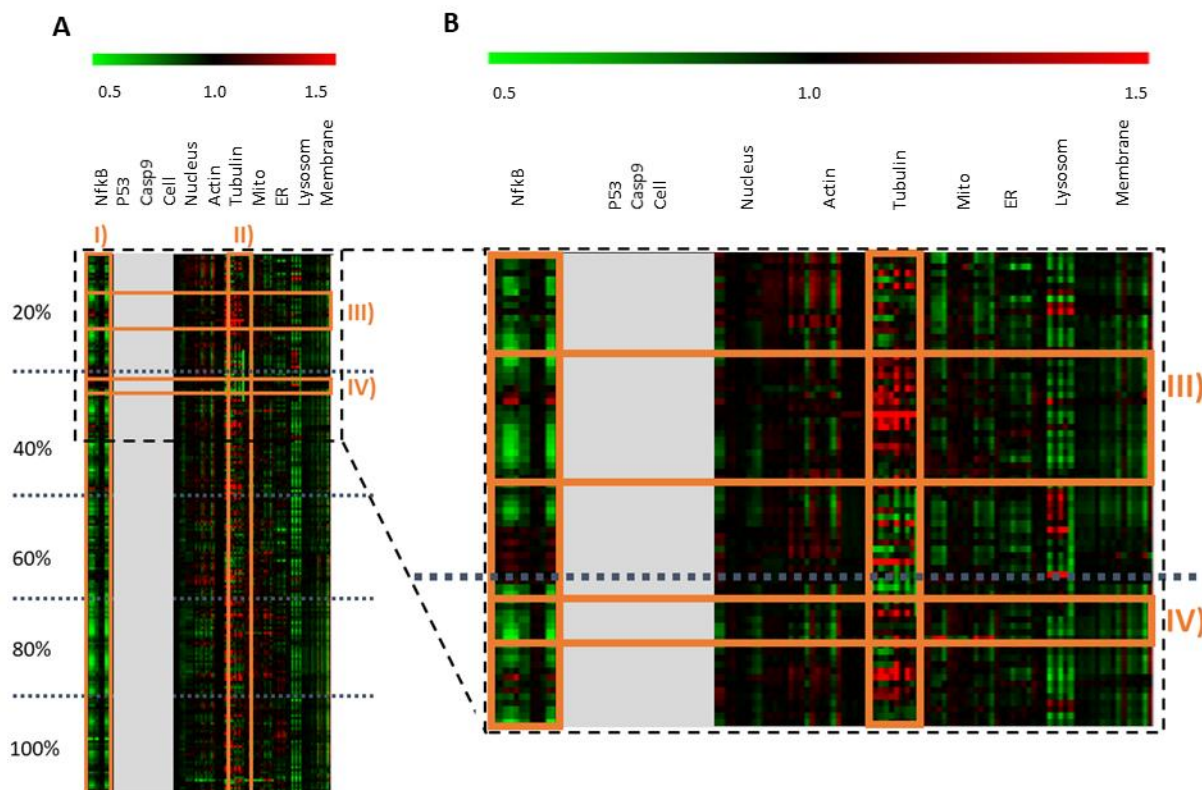 A
B
0.5 1.0 1.5
0.5 1.0 1.5
NfkB P53 Casp9 Cell Nucleus Actin Tubulin Mito ER Lysosom Membrane
NfkB P53 Casp9 Cell Nucleus Actin Tubulin Mito ER Lysosom Membrane
I) II)
20%
III)
III)
IV)
40%
60%
IV)
80%
100%